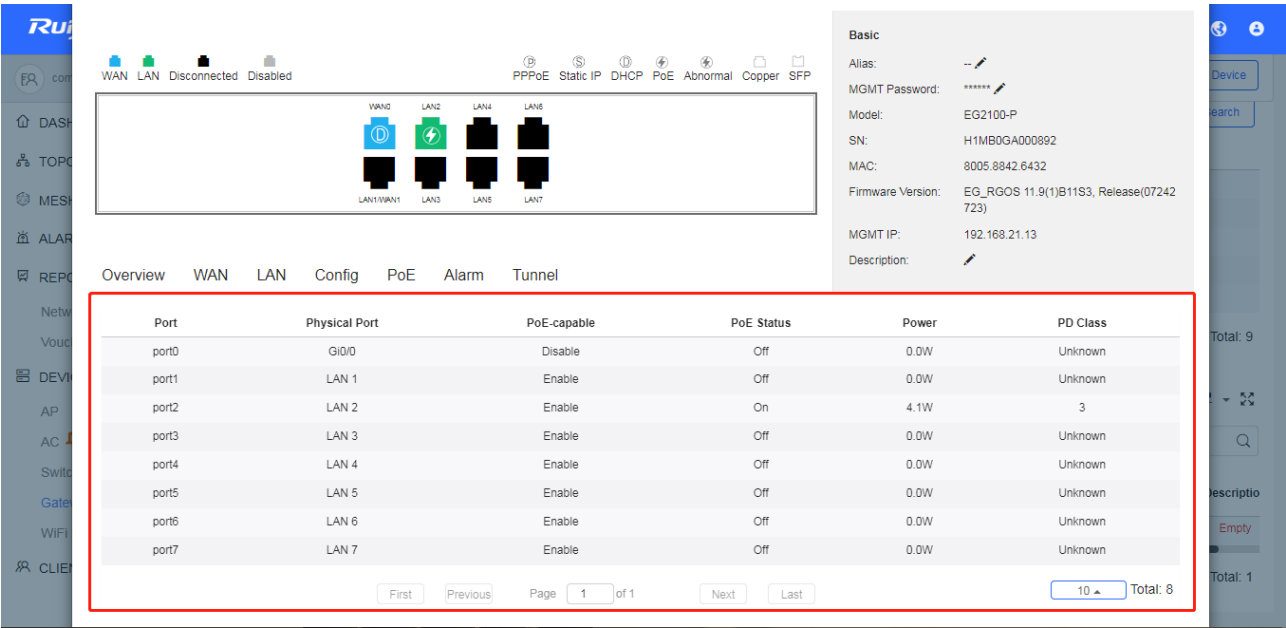 Rui
WAN LAN Disconnected Disabled
PPPoE Static IP DHCP PoE Abnormal Copper SFP
WAN0 LAN2 LAN4 LAN6
LAN1/WAN1 LAN3 LAN5 LAN7
Basic
Alias: --
MGMT Password: ******
Model: EG2100-P
SN: H1MB0GA000892
MAC: 8005.8842.6432
Firmware Version: EG_RGOS 11.9(1)B11S3, Release(07242
723)
MGMT IP: 192.168.21.13
Description:
Overview WAN LAN Config PoE Alarm Tunnel
Port Physical Port PoE-capable PoE Status Power PD Class
port0 Gi0/0 Disable Off 0.0W Unknown
port1 LAN 1 Enable Off 0.0W Unknown
port2 LAN 2 Enable On 4.1W 3
port3 LAN 3 Enable Off 0.0W Unknown
port4 LAN 4 Enable Off 0.0W Unknown
port5 LAN 5 Enable Off 0.0W Unknown
port6 LAN 6 Enable Off 0.0W Unknown
port7 LAN 7 Enable Off 0.0W Unknown
First Previous Page 1 of 1 Next Last 10 Total: 8
com
DASH
TOPO
MESH
ALAR
REPO
Netw
Vouc
DEVI
AP
AC
Switc
Gate
WiFi
CLIE
Device
earch
Total: 9
Descriptio
Empty
Total: 1